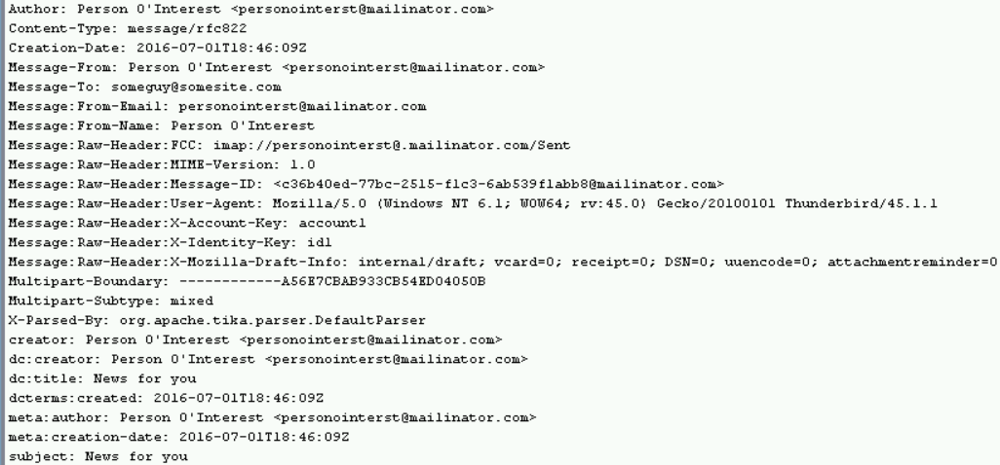 Author: Person O'Interest <personointerst@mailinator.com>
Content-Type: message/rfc822
Creation-Date: 2016-07-01T18:46:09Z
Message-From: Person O'Interest <personointerst@mailinator.com>
Message-To: someguy@somesite.com
Message:From-Email: personointerst@mailinator.com
Message:From-Name: Person O'Interest
Message:Raw-Header:FCC: imap://personointerst@.mailinator.com/Sent
Message:Raw-Header:MIME-Version: 1.0
Message:Raw-Header:Message-ID: <c36b40ed-77bc-2515-f1c3-6ab539f1abb8@mailinator.com>
Message:Raw-Header:User-Agent: Mozilla/5.0 (Windows NT 6.1; WOW64; rv:45.0) Gecko/20100101 Thunderbird/45.1.1
Message:Raw-Header:X-Account-Key: account1
Message:Raw-Header:X-Identity-Key: id1
Message:Raw-Header:X-Mozilla-Draft-Info: internal/draft; vcard=0; receipt=0; DSN=0; uuencode=0; attachmentreminder=0
Multipart-Boundary: ------------A56E7CBAB933CB54ED04050B
Multipart-Subtype: mixed
X-Parsed-By: org.apache.tika.parser.DefaultParser
creator: Person O'Interest <personointerst@mailinator.com>
dc:creator: Person O'Interest <personointerst@mailinator.com>
dc:title: News for you
dcterms:created: 2016-07-01T18:46:09Z
meta:author: Person O'Interest <personointerst@mailinator.com>
meta:creation-date: 2016-07-01T18:46:09Z
subject: News for you